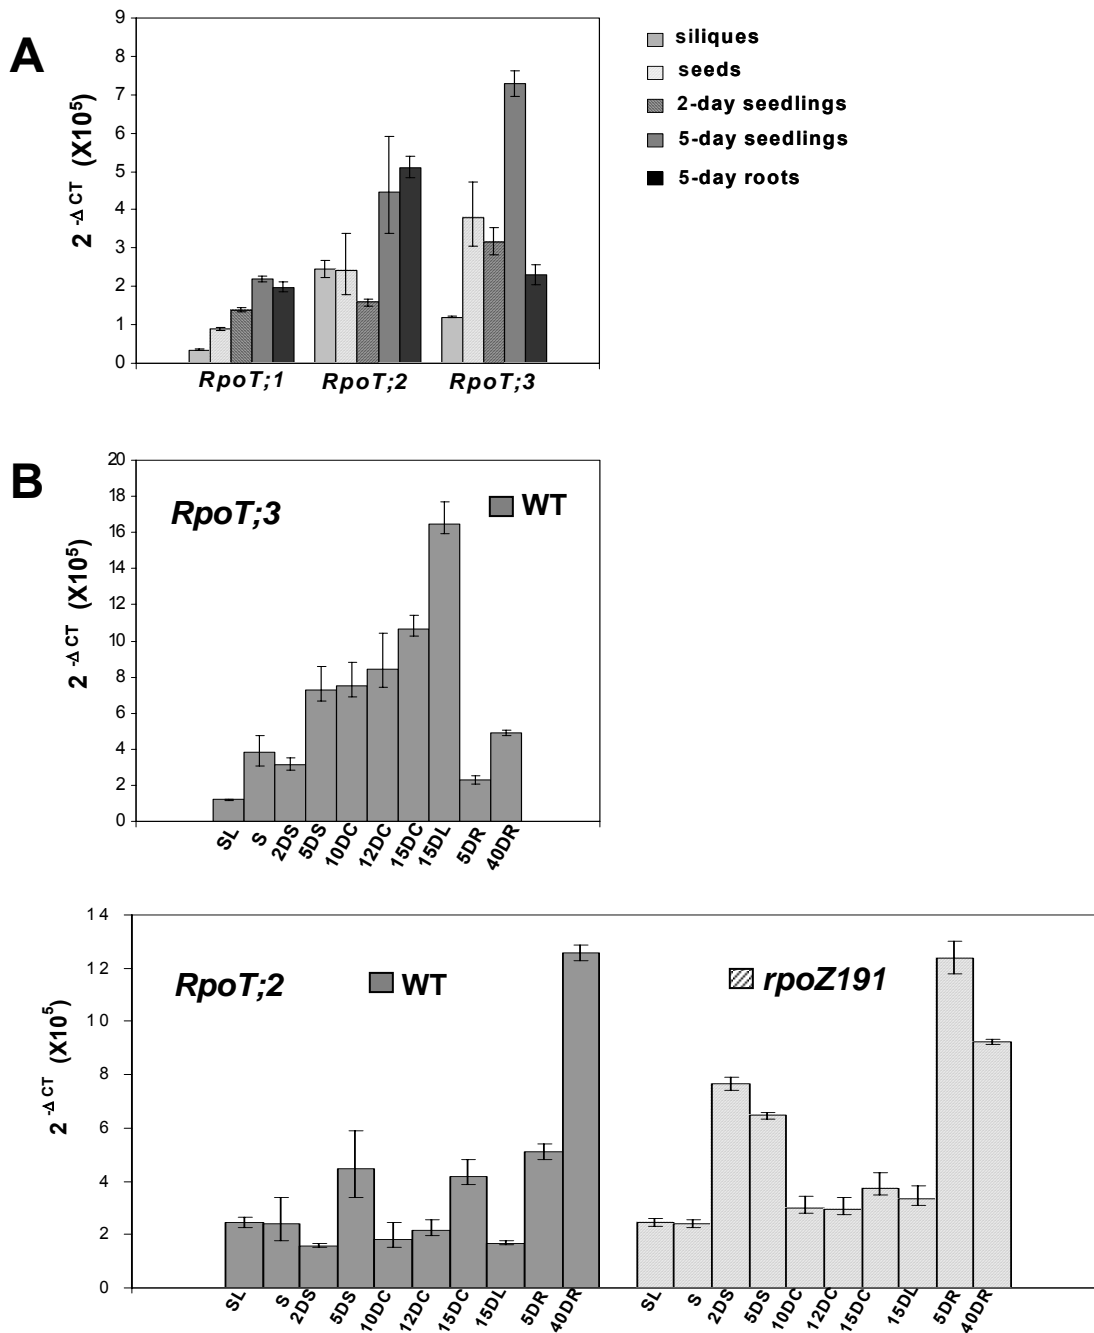 A
9
8
7
6
5
4
3
2
1
0
2 -Δ CT (X10⁵)
RpoT;1 RpoT;2 RpoT;3
siliques
seeds
2-day seedlings
5-day seedlings
5-day roots
B
20
18
16
14
12
10
8
6
4
2
0
2 -Δ CT (X10⁵)
RpoT;3
WT
SL S 2DS 5DS 10DC 12DC 15DC 15DL 5DR 40DR
14
12
10
8
6
4
2
0
2 -Δ CT (X10⁵)
RpoT;2
WT
rpoZ191
SL S 2DS 5DS 10DC 12DC 15DC 15DL 5DR 40DR
SL S 2DS 5DS 10DC 12DC 15DC 15DL 5DR 40DR